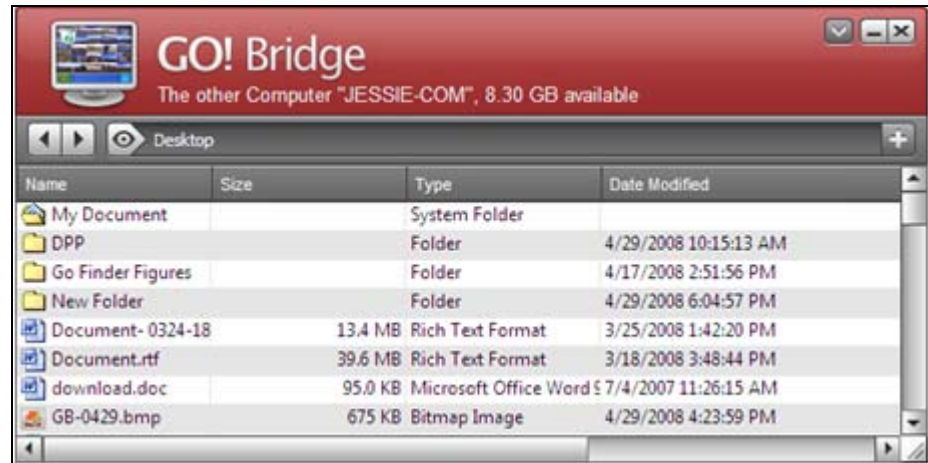 GO! Bridge
The other Computer "JESSIE-COM", 8.30 GB available
Desktop
Name Size Type Date Modified
My Document System Folder
DPP Folder 4/29/2008 10:15:13 AM
Go Finder Figures Folder 4/17/2008 2:51:56 PM
New Folder Folder 4/29/2008 6:04:57 PM
Document- 0324-18 13.4 MB Rich Text Format 3/25/2008 1:42:20 PM
Document.rtf 39.6 MB Rich Text Format 3/18/2008 3:48:44 PM
download.doc 95.0 KB Microsoft Office Word 9 7/4/2007 11:26:15 AM
GB-0429.bmp 675 KB Bitmap Image 4/29/2008 4:23:59 PM